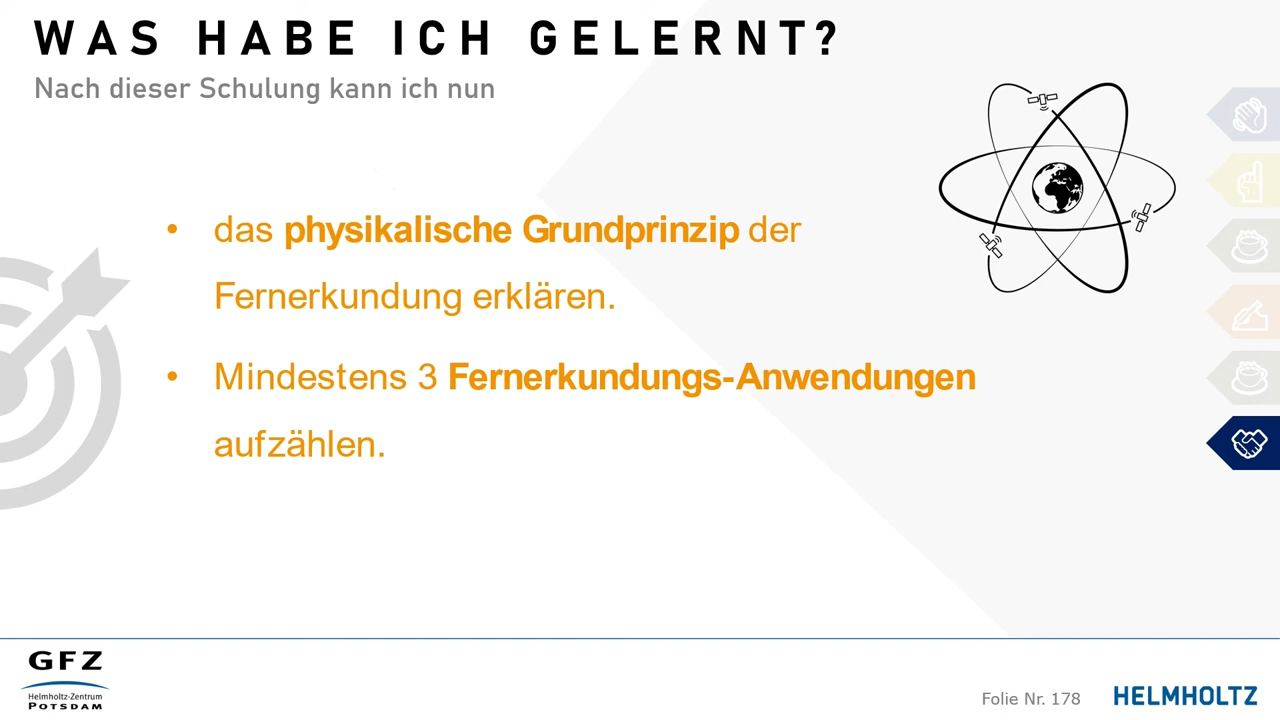 WAS HABE ICH GELERNT?
Nach dieser Schulung kann ich nun
• das physikalische Grundprinzip der
Fernerkundung erklären.
• Mindestens 3 Fernerkundungs-Anwendungen
aufzählen.
GFZ
Helmholtz-Zentrum
POTSDAM
Folie Nr. 178
HELMHOLTZ